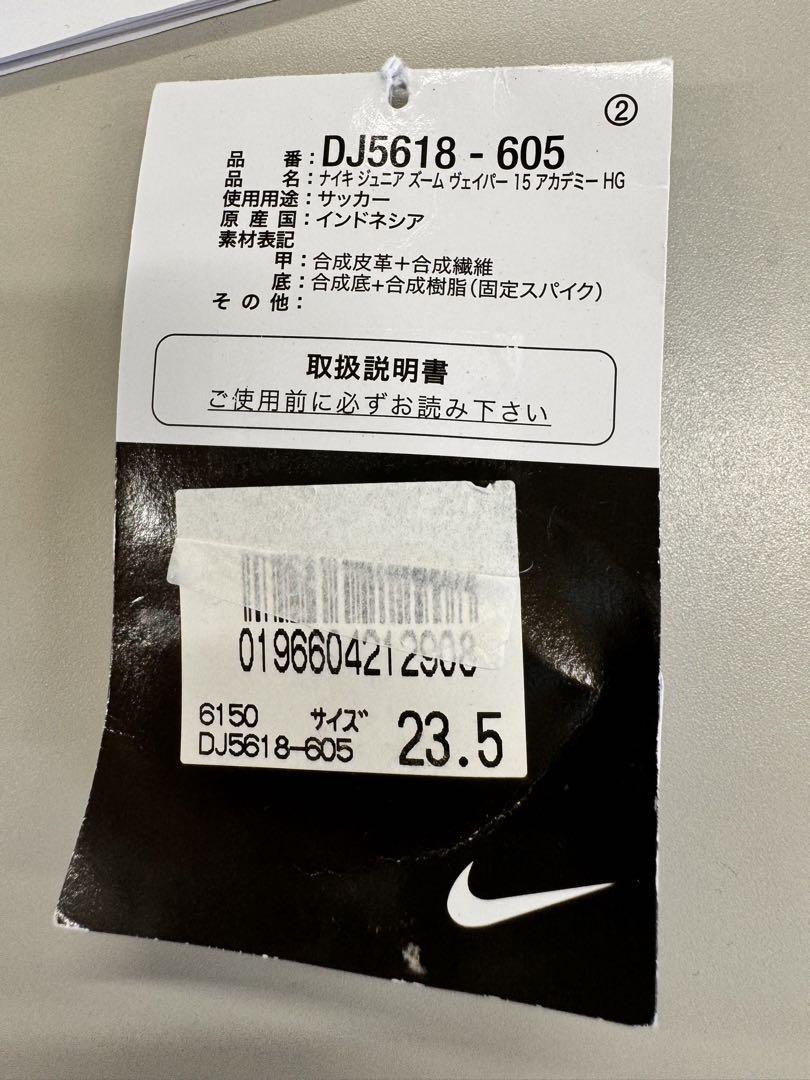 ②
品番：DJ5618 - 605
品名：ナイキ ジュニア ズーム ヴェイパー 15 アカデミー HG
使用用途：サッカー
原産国：インドネシア
素材表記
甲：合成皮革＋合成繊維
底：合成底+合成樹脂（固定スパイク）
その他：
取扱説明書
ご使用前に必ずお読み下さい
0196604212908
6150 サイズ 23.5
DJ5618-605